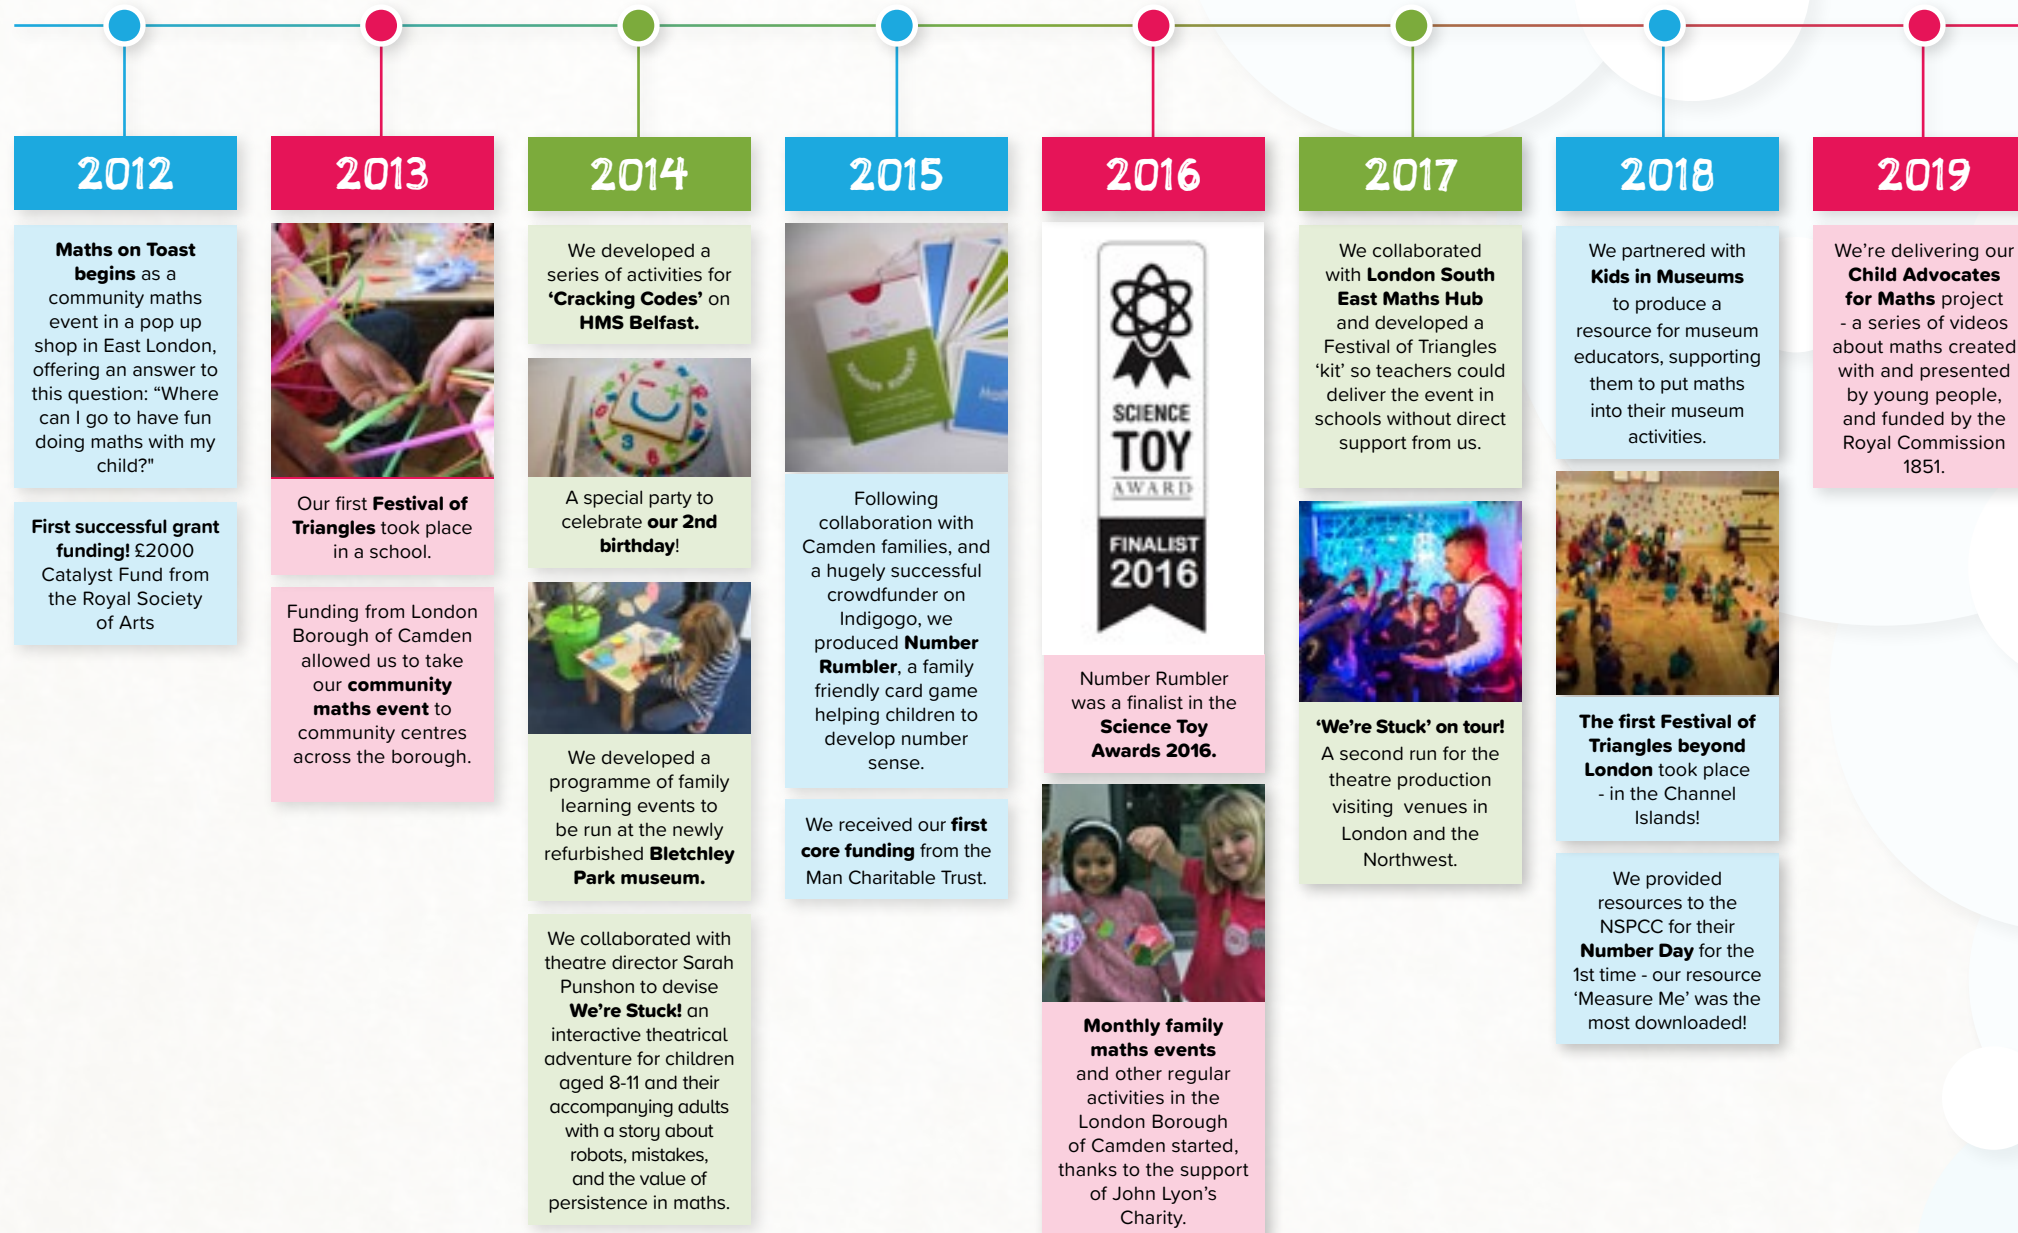 2012
Maths on Toast
begins as a
community maths
event in a pop up
shop in East London,
offering an answer to
this question: “Where
can I go to have fun
doing maths with my
child?"
First successful grant
funding! £2000
Catalyst Fund from
the Royal Society
of Arts
2013
Our first Festival of
Triangles took place
in a school.
Funding from London
Borough of Camden
allowed us to take
our community
maths event to
community centres
across the borough.
2014
We developed a
series of activities for
‘Cracking Codes’ on
HMS Belfast.
A special party to
celebrate our 2nd
birthday!
We developed a
programme of family
learning events to
be run at the newly
refurbished Bletchley
Park museum.
We collaborated with
theatre director Sarah
Punshon to devise
We’re Stuck! an
interactive theatrical
adventure for children
aged 8-11 and their
accompanying adults
with a story about
robots, mistakes,
and the value of
persistence in maths.
2015
NUMBER RUMBLER
Following
collaboration with
Camden families, and
a hugely successful
crowdfunder on
Indigogo, we
produced Number
Rumbler, a family
friendly card game
helping children to
develop number
sense.
We received our first
core funding from the
Man Charitable Trust.
2016
SCIENCE
TOY
AWARD
FINALIST
2016
Number Rumbler
was a finalist in the
Science Toy
Awards 2016.
Monthly family
maths events
and other regular
activities in the
London Borough
of Camden started,
thanks to the support
of John Lyon’s
Charity.
2017
We collaborated
with London South
East Maths Hub
and developed a
Festival of Triangles
‘kit’ so teachers could
deliver the event in
schools without direct
support from us.
‘We’re Stuck’ on tour!
A second run for the
theatre production
visiting venues in
London and the
Northwest.
2018
We partnered with
Kids in Museums
to produce a
resource for museum
educators, supporting
them to put maths
into their museum
activities.
The first Festival of
Triangles beyond
London took place
- in the Channel
Islands!
We provided
resources to the
NSPCC for their
Number Day for the
1st time - our resource
‘Measure Me’ was the
most downloaded!
2019
We’re delivering our
Child Advocates
for Maths project
- a series of videos
about maths created
with and presented
by young people,
and funded by the
Royal Commission
1851.